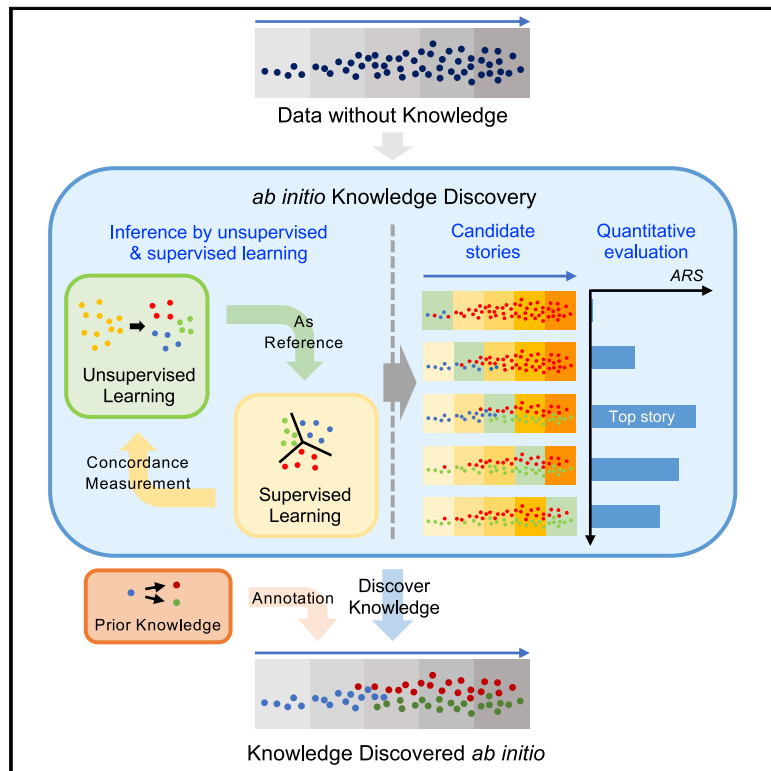 Data without Knowledge
ab initio Knowledge Discovery
Inference by unsupervised
& supervised learning
Candidate
stories
Quantitative
evaluation
ARS
Unsupervised
Learning
As
Reference
Top story
Concordance
Measurement
Supervised
Learning
Prior Knowledge
Annotation
Discover
Knowledge
Knowledge Discovered ab initio